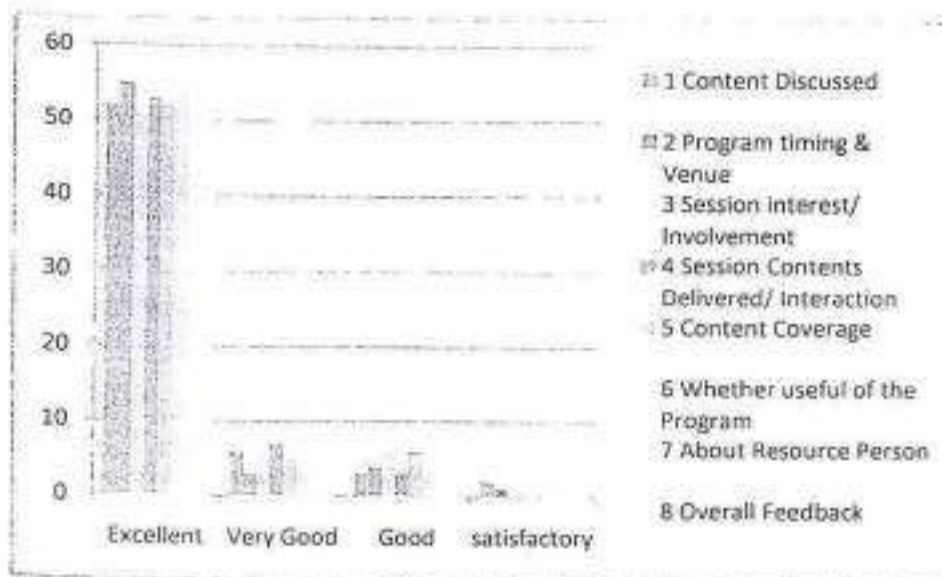 60
50
40
30
20
10
0
Excellent Very Good Good satisfactory
1 Content Discussed
2 Program timing &
Venue
3 Session interest/
Involvement
4 Session Contents
Delivered/ Interaction
5 Content Coverage
6 Whether useful of the
Program
7 About Resource Person
8 Overall Feedback